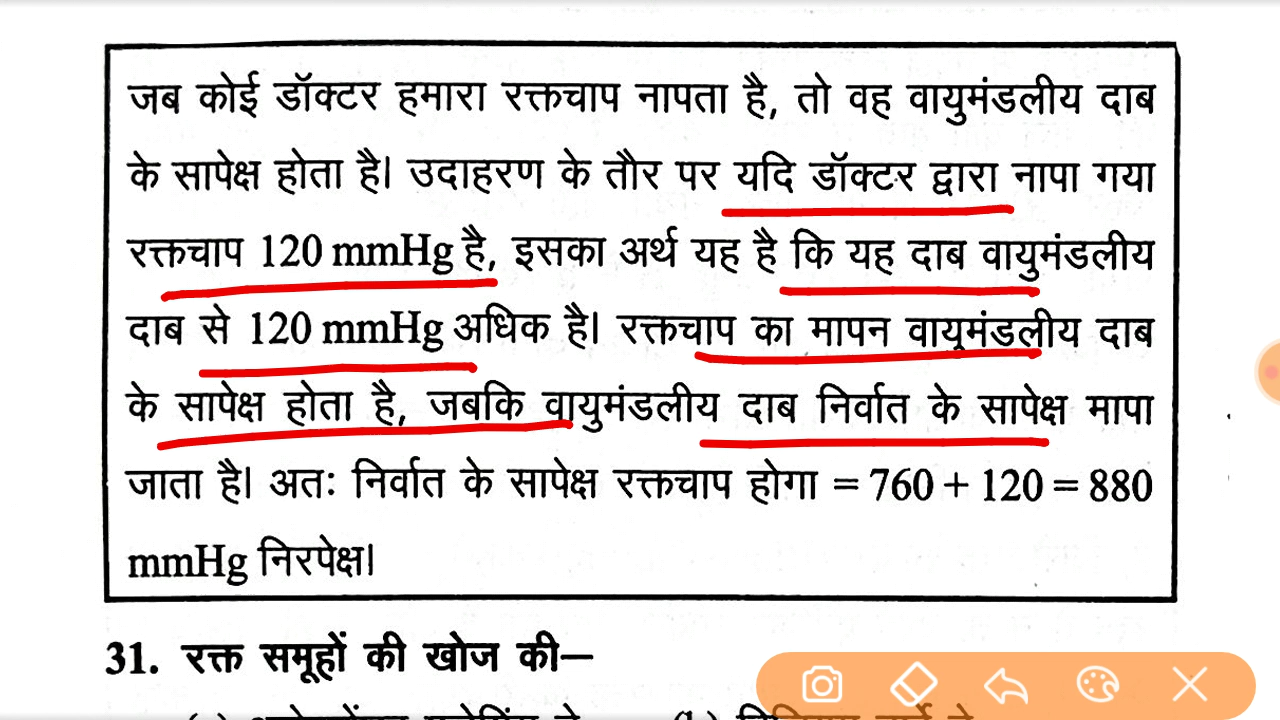 जब कोई डॉक्टर हमारा रक्तचाप नापता है, तो वह वायुमंडलीय दाब
के सापेक्ष होता है। उदाहरण के तौर पर यदि डॉक्टर द्वारा नापा गया
रक्तचाप 120 mmHg है, इसका अर्थ यह है कि यह दाब वायुमंडलीय
दाब से 120 mmHg अधिक है। रक्तचाप का मापन वायुमंडलीय दाब
के सापेक्ष होता है, जबकि वायुमंडलीय दाब निर्वात के सापेक्ष मापा
जाता है। अतः निर्वात के सापेक्ष रक्तचाप होगा = 760 + 120 = 880
mmHg निरपेक्ष।
31. रक्त समूहों की खोज की—